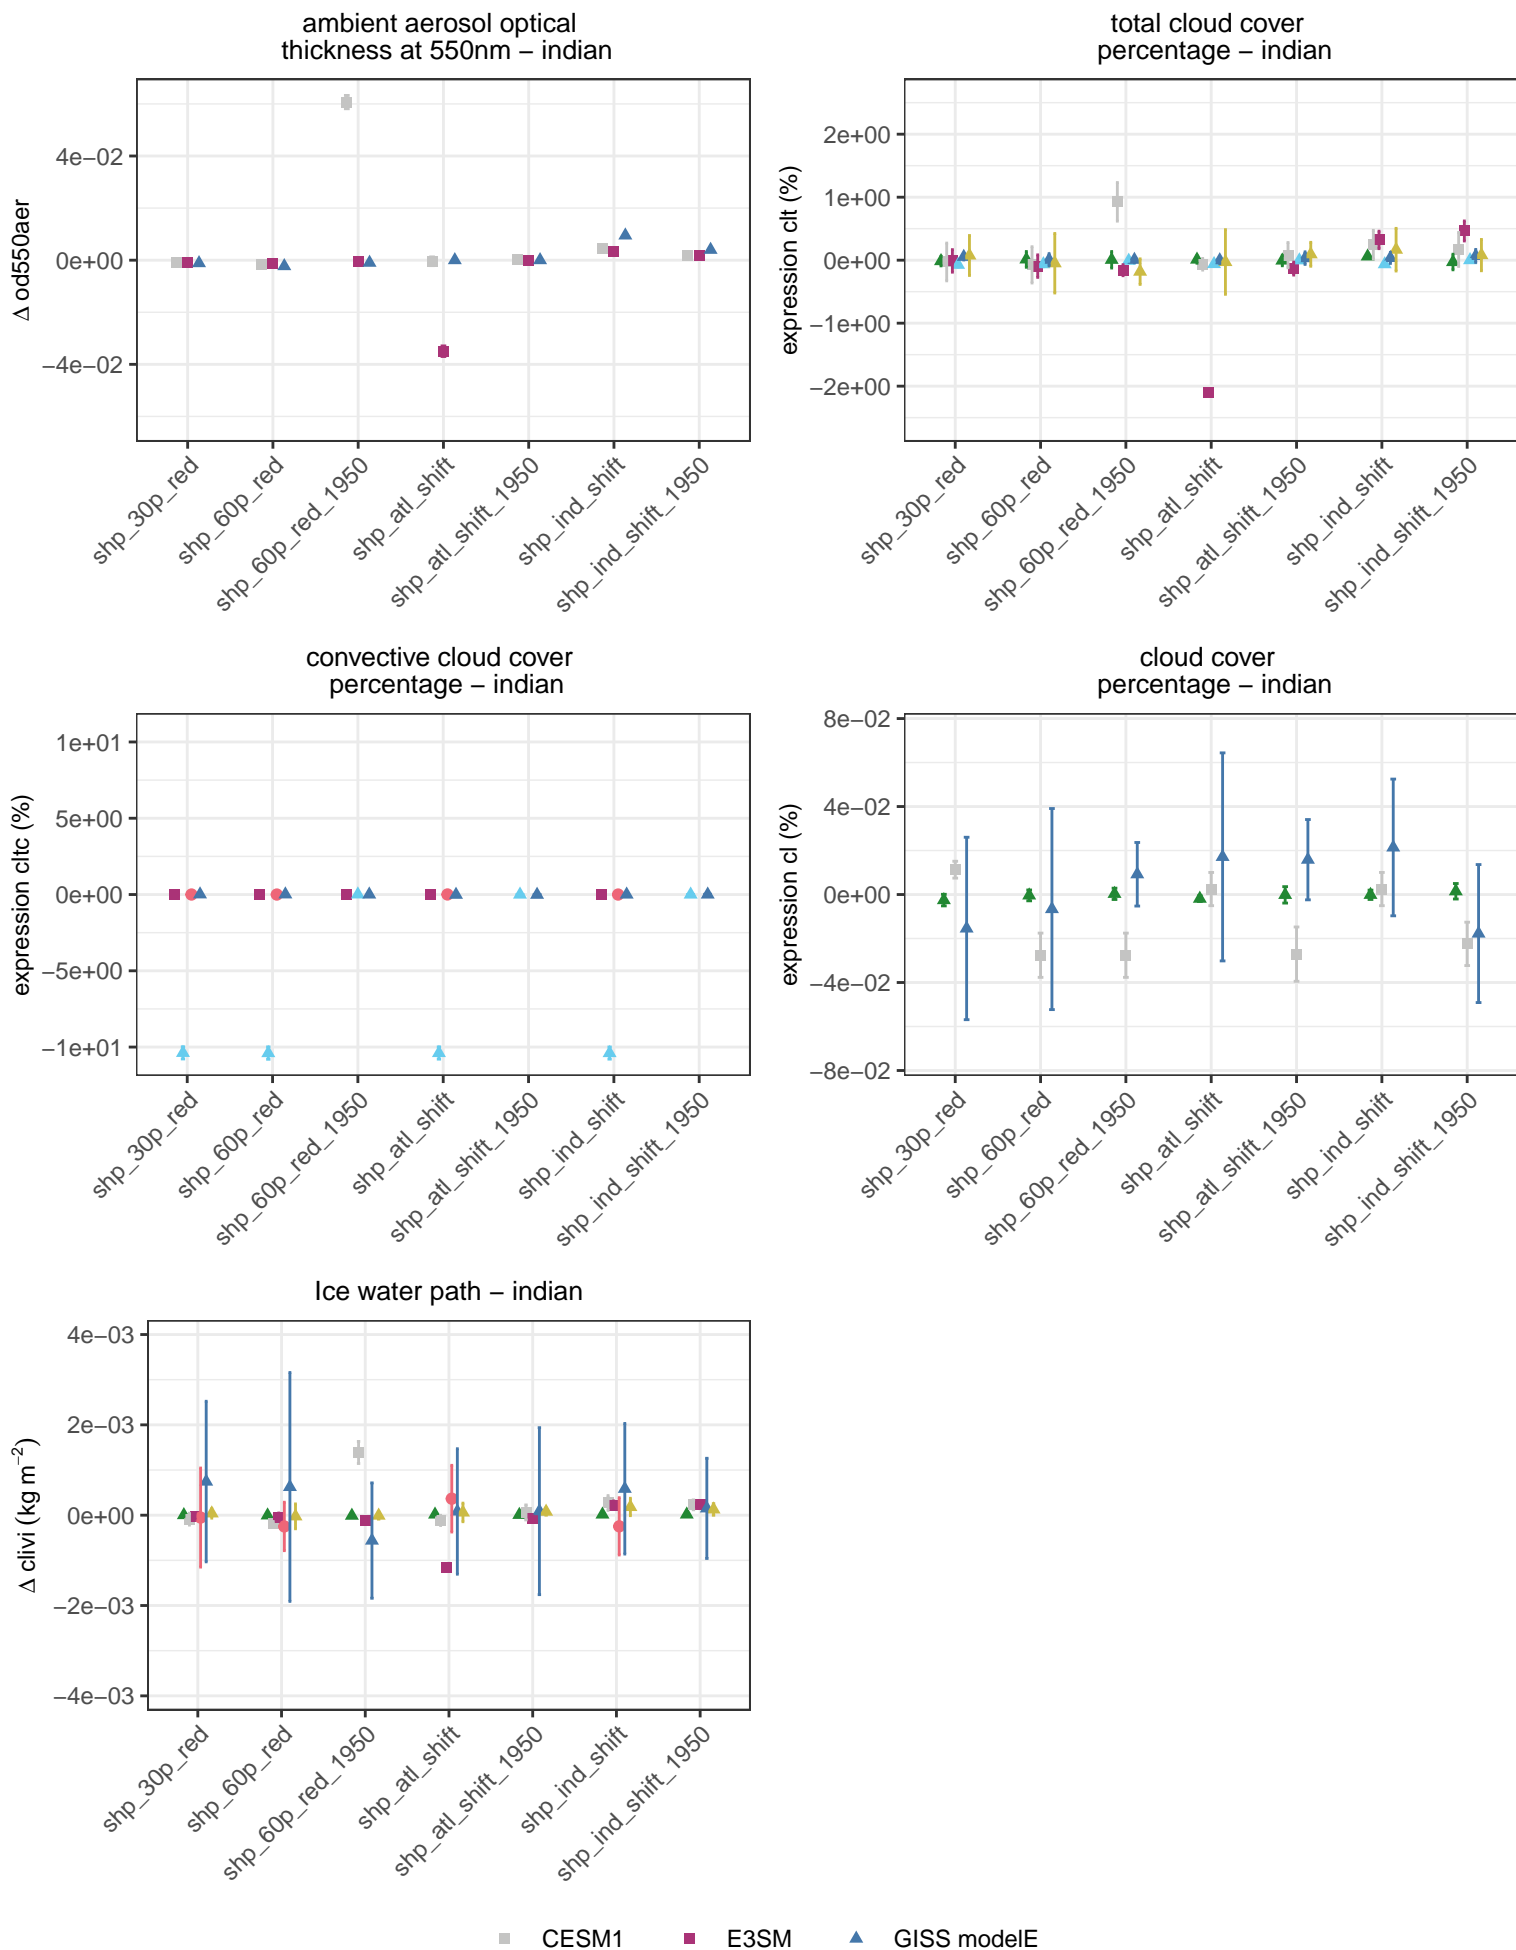 ambient aerosol optical
thickness at 550nm − indian
Δ od550aer
4e−02
0e+00
−4e−02
shp_30p_red
shp_60p_red
shp_60p_red_1950
shp_atl_shift
shp_atl_shift_1950
shp_ind_shift
shp_ind_shift_1950
total cloud cover
percentage − indian
expression clt (%)
2e+00
1e+00
0e+00
−1e+00
−2e+00
shp_30p_red
shp_60p_red
shp_60p_red_1950
shp_atl_shift
shp_atl_shift_1950
shp_ind_shift
shp_ind_shift_1950
convective cloud cover
percentage − indian
expression cltc (%)
1e+01
5e+00
0e+00
−5e+00
−1e+01
shp_30p_red
shp_60p_red
shp_60p_red_1950
shp_atl_shift
shp_atl_shift_1950
shp_ind_shift
shp_ind_shift_1950
cloud cover
percentage − indian
expression cl (%)
8e−02
4e−02
0e+00
−4e−02
−8e−02
shp_30p_red
shp_60p_red
shp_60p_red_1950
shp_atl_shift
shp_atl_shift_1950
shp_ind_shift
shp_ind_shift_1950
Ice water path − indian
Δ clivi (kg m⁻²)
4e−03
2e−03
0e+00
−2e−03
−4e−03
shp_30p_red
shp_60p_red
shp_60p_red_1950
shp_atl_shift
shp_atl_shift_1950
shp_ind_shift
shp_ind_shift_1950
CESM1 E3SM GISS modelE